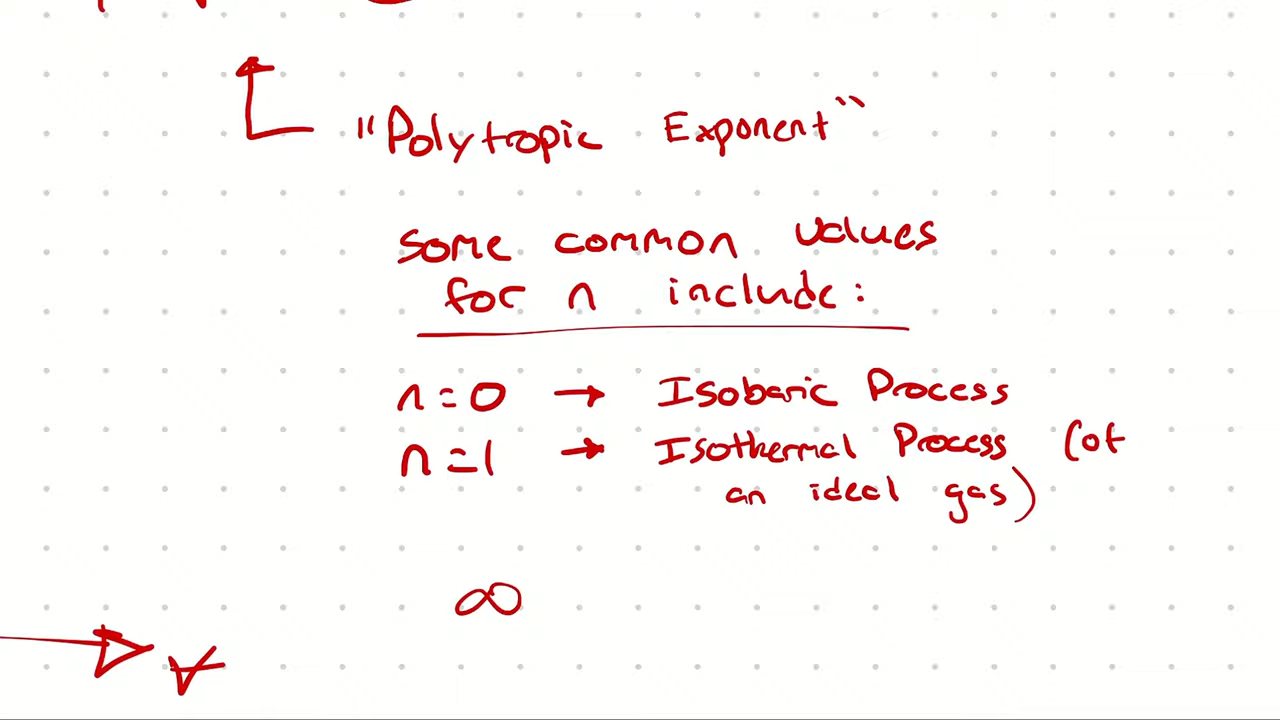 "Polytropic Exponent"
Some common values
for n include:
n=0 → Isobaric Process
n=1 → Isothermal Process (of
an ideal gas)
∞
V